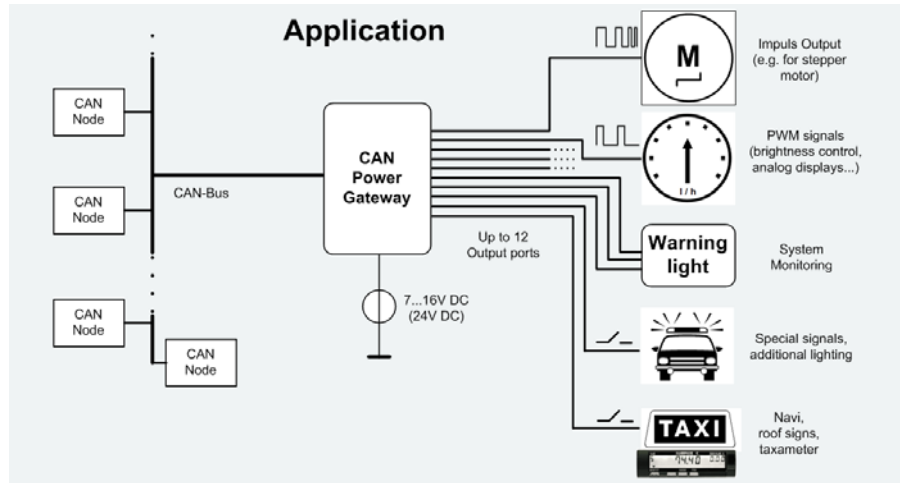 Application
CAN
Node
CAN
Node
CAN
Node
CAN
Node
CAN-Bus
CAN
Power
Gateway
7...16V DC
(24V DC)
Up to 12
Output ports
M
Impuls Output
(e.g. for stepper
motor)
l / h
PWM signals
(brightness control,
analog displays...)
Warning
light
System
Monitoring
Special signals,
additional lighting
TAXI
Navi,
roof signs,
taxameter